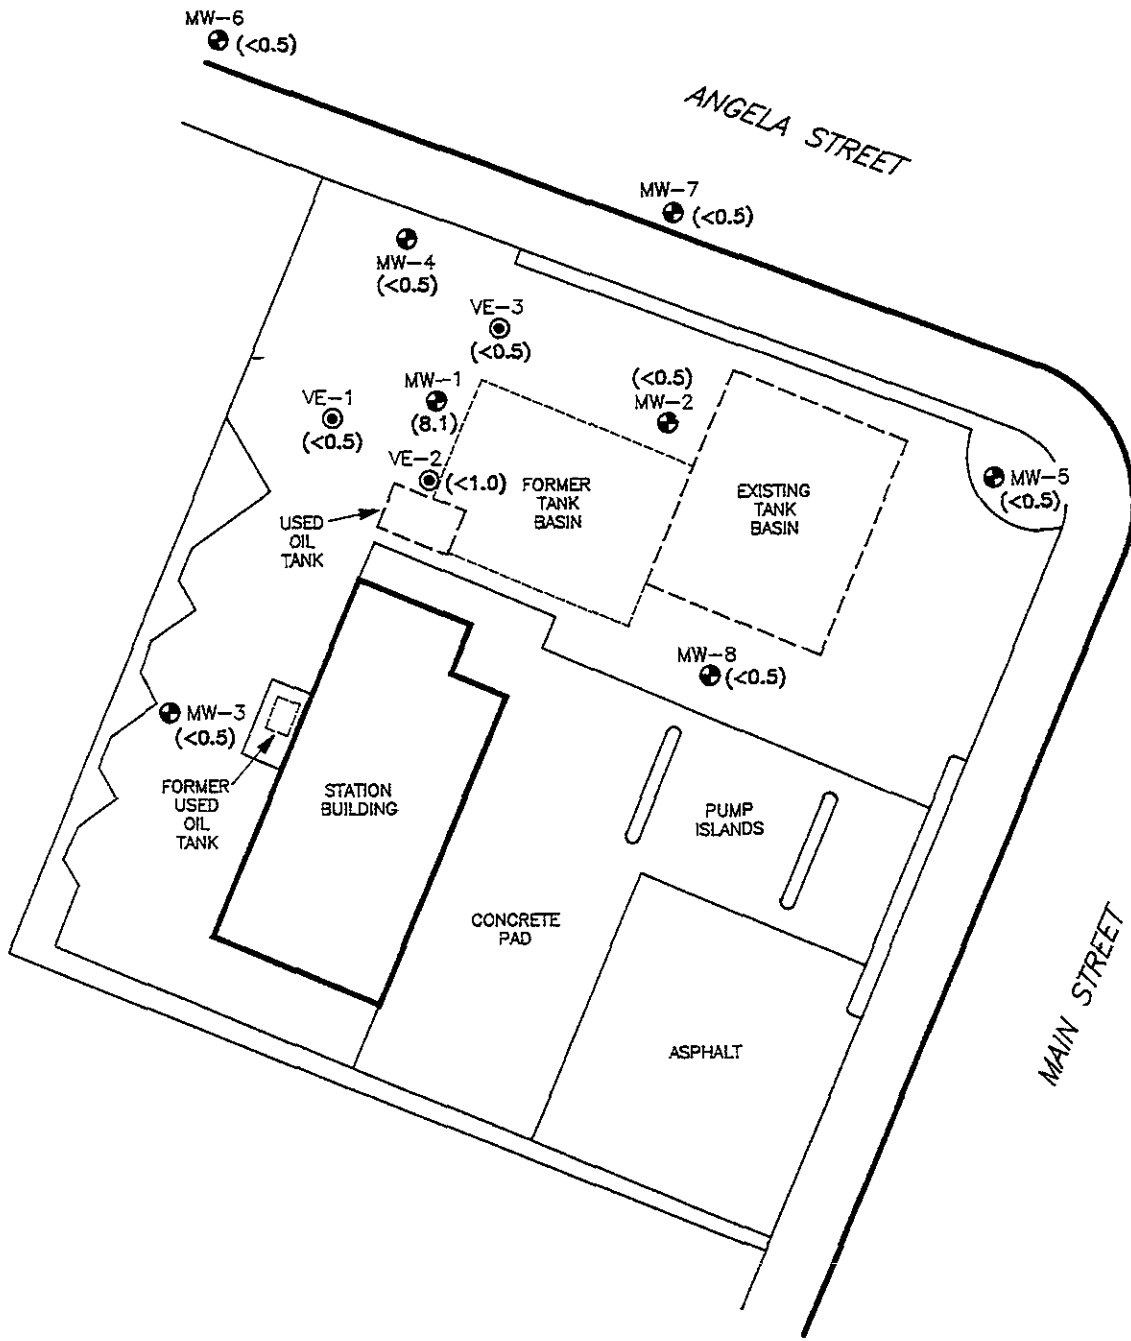 MW-6
(<0.5)
ANGELA STREET
MW-7
(<0.5)
MW-4
(<0.5)
VE-3
(<0.5)
(<0.5)
MW-2
MW-1
(8.1)
VE-1
(<0.5)
VE-2
(<1.0)
MW-5
(<0.5)
USED
OIL
TANK
FORMER
TANK
BASIN
EXISTING
TANK
BASIN
MW-8
(<0.5)
MW-3
(<0.5)
FORMER
USED
OIL
TANK
STATION
BUILDING
PUMP
ISLANDS
CONCRETE
PAD
ASPHALT
MAIN STREET